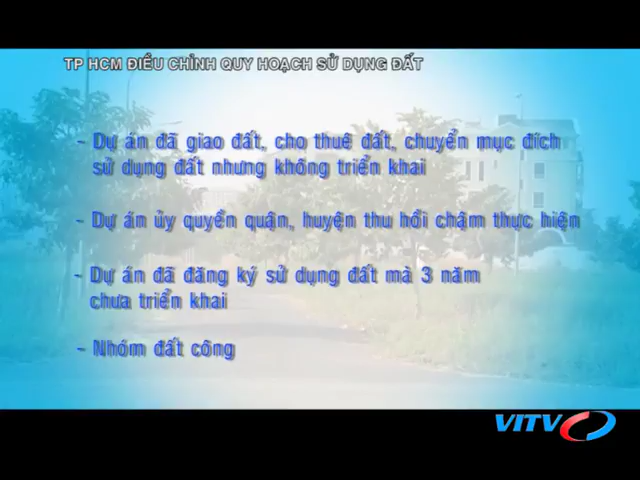 TP HCM ĐIỀU CHỈNH QUY HOẠCH SỬ DỤNG ĐẤT
- Dự án đã giao đất, cho thuê đất, chuyển mục đích
sử dụng đất nhưng không triển khai
- Dự án ủy quyền quận, huyện thu hồi chậm thực hiện
- Dự án đã đăng ký sử dụng đất mà 3 năm
chưa triển khai
- Nhóm đất công
VITV